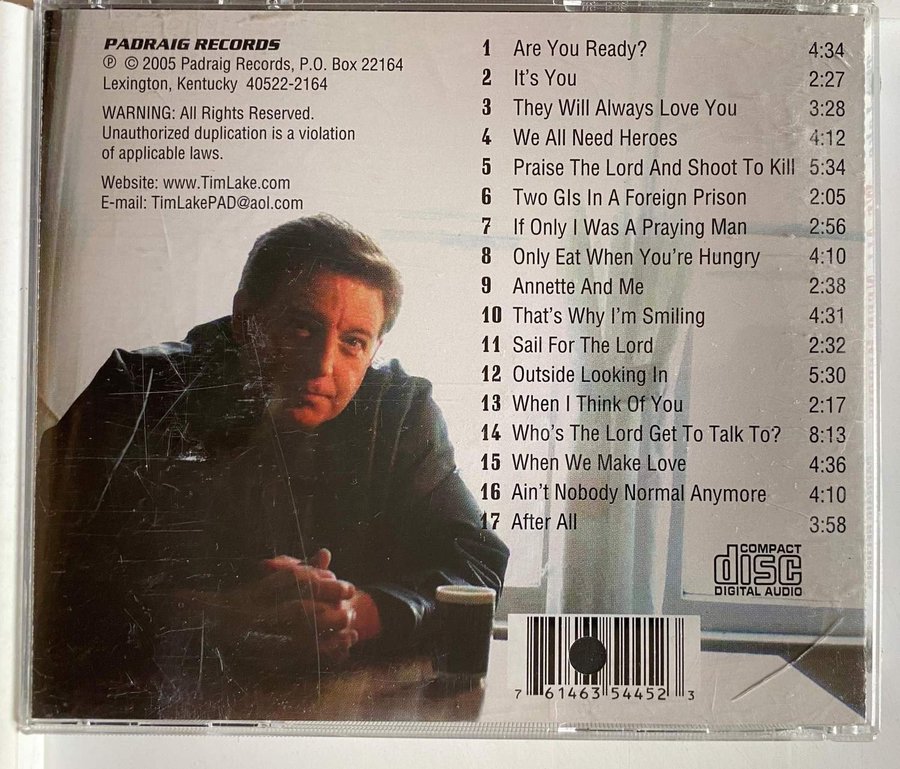 PADRAIG RECORDS
℗ © 2005 Padraig Records, P.O. Box 22164
Lexington, Kentucky 40522-2164
WARNING: All Rights Reserved.
Unauthorized duplication is a violation
of applicable laws.
Website: www.TimLake.com
E-mail: TimLakePAD@aol.com
1 Are You Ready? 4:34
2 It's You 2:27
3 They Will Always Love You 3:28
4 We All Need Heroes 4:12
5 Praise The Lord And Shoot To Kill 5:34
6 Two GIs In A Foreign Prison 2:05
7 If Only I Was A Praying Man 2:56
8 Only Eat When You're Hungry 4:10
9 Annette And Me 2:38
10 That's Why I'm Smiling 4:31
11 Sail For The Lord 2:32
12 Outside Looking In 5:30
13 When I Think Of You 2:17
14 Who's The Lord Get To Talk To? 8:13
15 When We Make Love 4:36
16 Ain't Nobody Normal Anymore 4:10
17 After All 3:58
COMPACT
disc
DIGITAL AUDIO
7 61463 54452 3